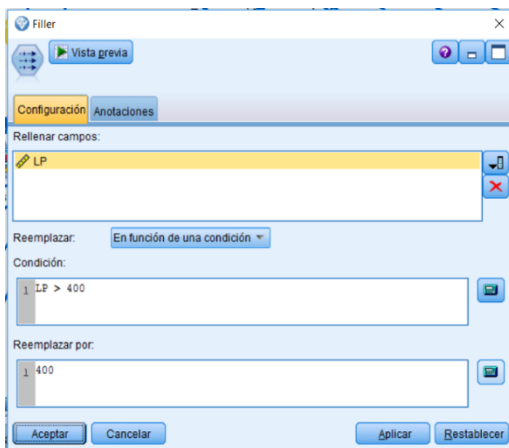 Filler
Vista previa
Configuración Anotaciones
Rellenar campos:
LP
Reemplazar: En función de una condición
Condición:
1 LP > 400
Reemplazar por:
1 400
Aceptar Cancelar Aplicar Restablecer